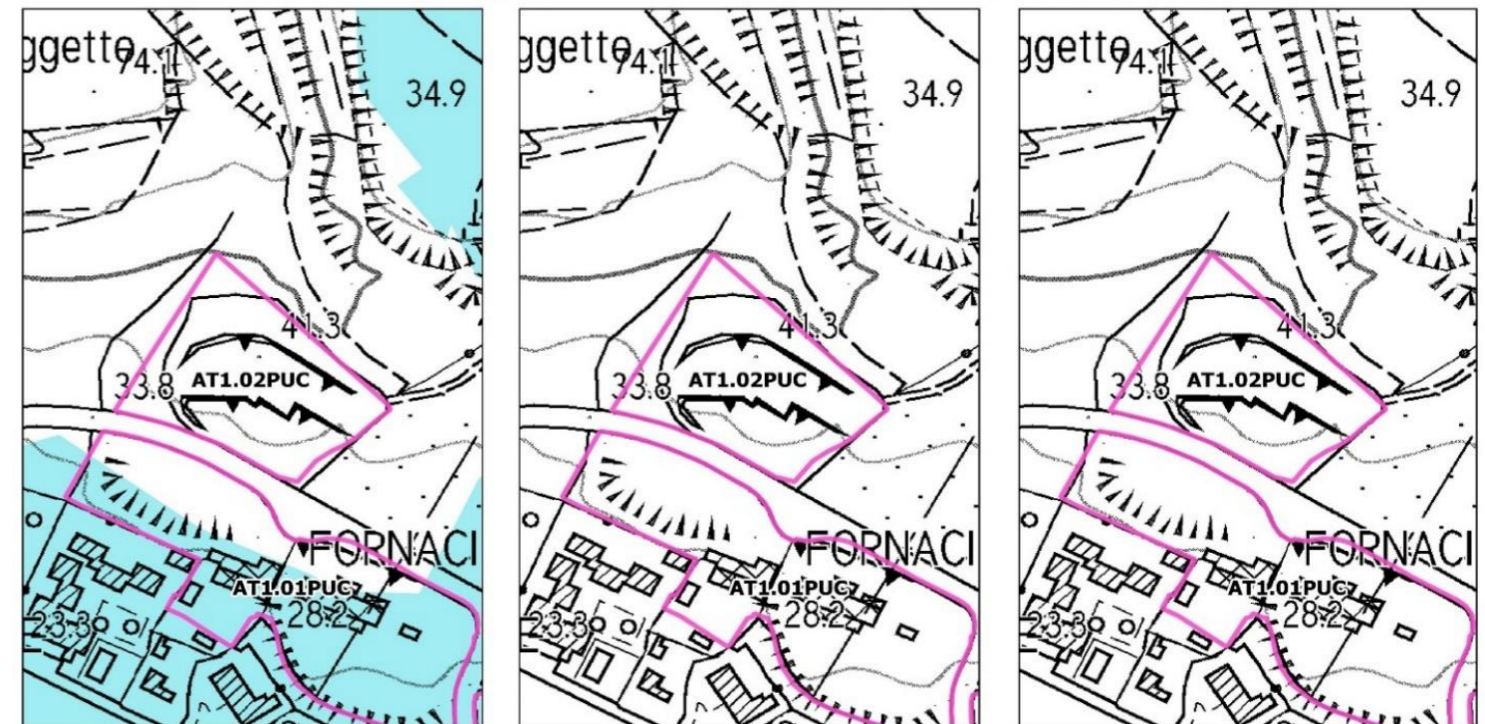 ggetto
74.1
34.9
41.3
33.8
AT1.02PUC
FORNACI
AT1.01PUC
28.2
23.3
ggetto
74.1
34.9
41.3
33.8
AT1.02PUC
FORNACI
AT1.01PUC
28.2
23.3
ggetto
74.1
34.9
41.3
33.8
AT1.02PUC
FORNACI
AT1.01PUC
28.2
23.3